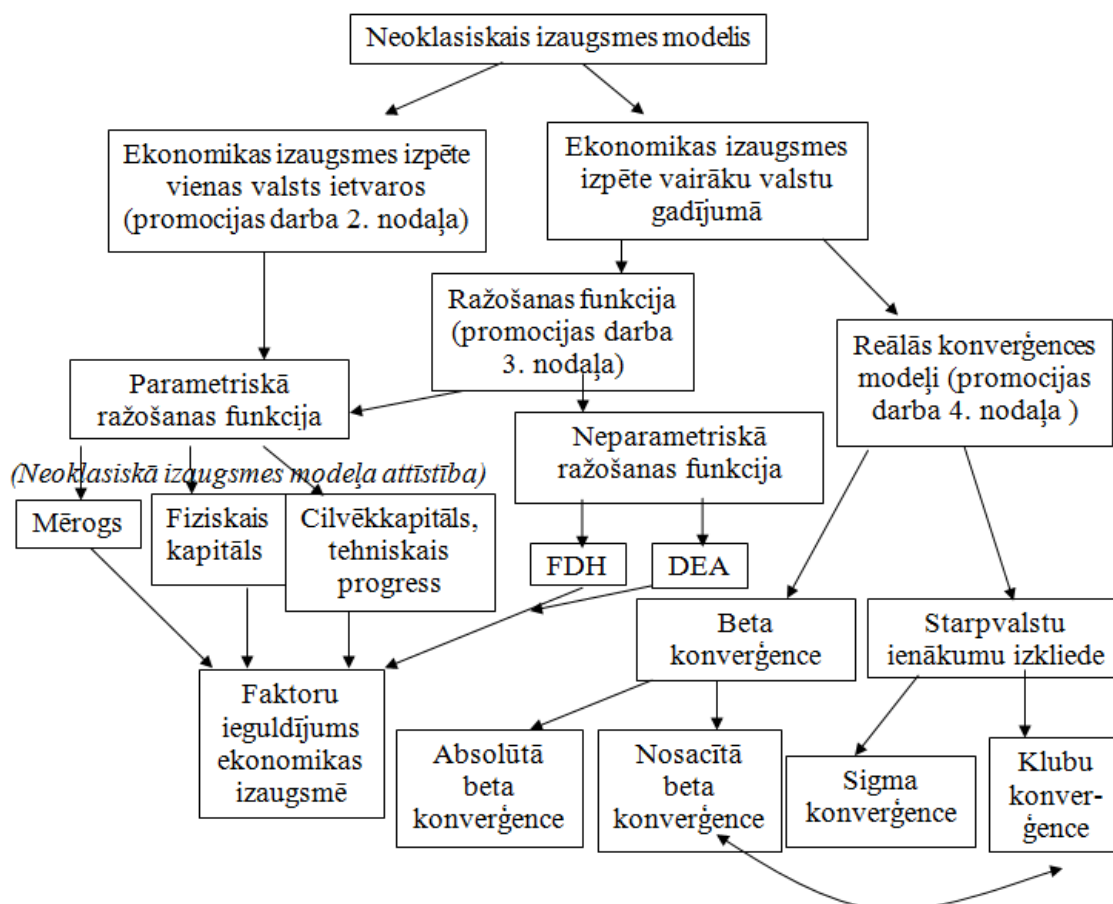 Neoklasiskais izaugsmes modelis
Ekonomikas izaugsmes izpēte
vienas valsts ietvaros
(promocijas darba 2. nodaļa)
Ekonomikas izaugsmes
izpēte vairāku valstu
gadījumā
Ražošanas funkcija
(promocijas darba
3. nodaļa)
Reālās konverģences
modeļi (promocijas
darba 4. nodaļa )
Parametriskā
ražošanas funkcija
Neparametriskā
ražošanas funkcija
(Neoklasiskā izaugsmes modeļa attīstība)
Mērogs
Fiziskais
kapitāls
Cilvēkkapitāls,
tehniskais
progress
FDH
DEA
Beta
konverģence
Starpvalstu
ienākumu izkliede
Faktoru
ieguldījums
ekonomikas
izaugsmē
Absolūtā
beta
konverģence
Nosacītā
beta
konverģence
Sigma
konverģence
Klubu
konver-
ģence